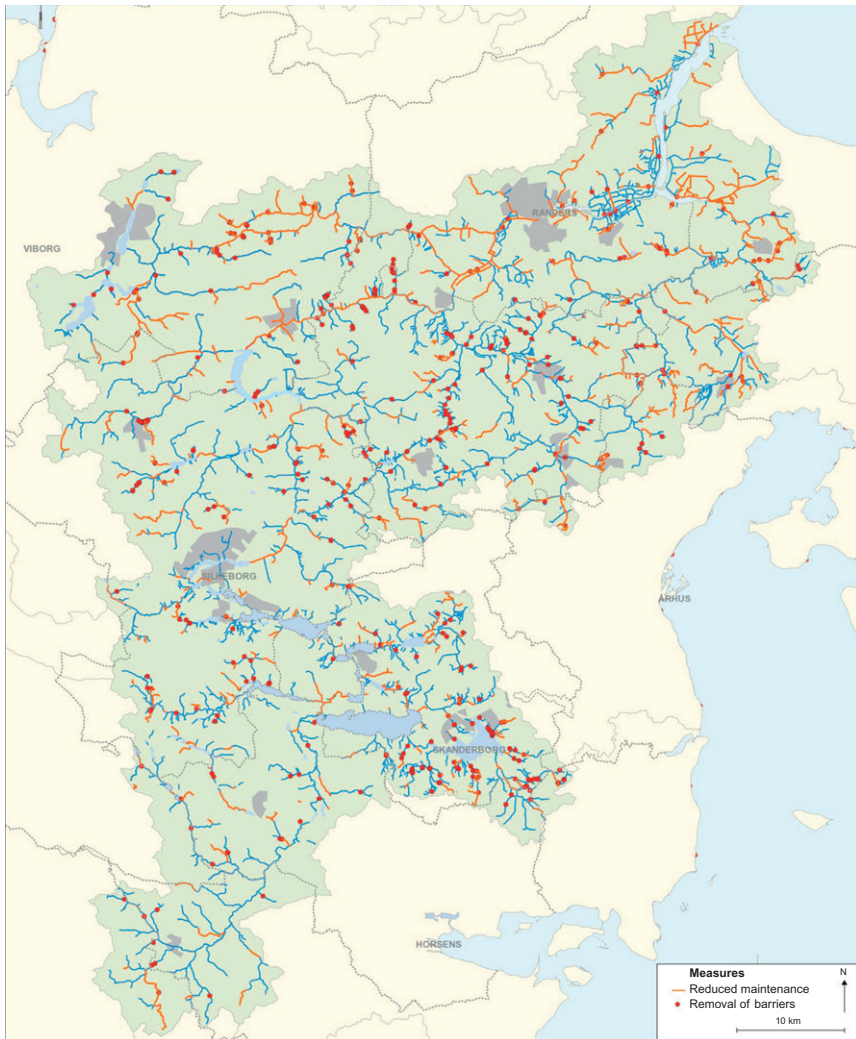 RANDERS
VIBORG
SILKEBORG
ÅRHUS
SKANDERBORG
HORSENS
Measures
N
Reduced maintenance
Removal of barriers
10 km